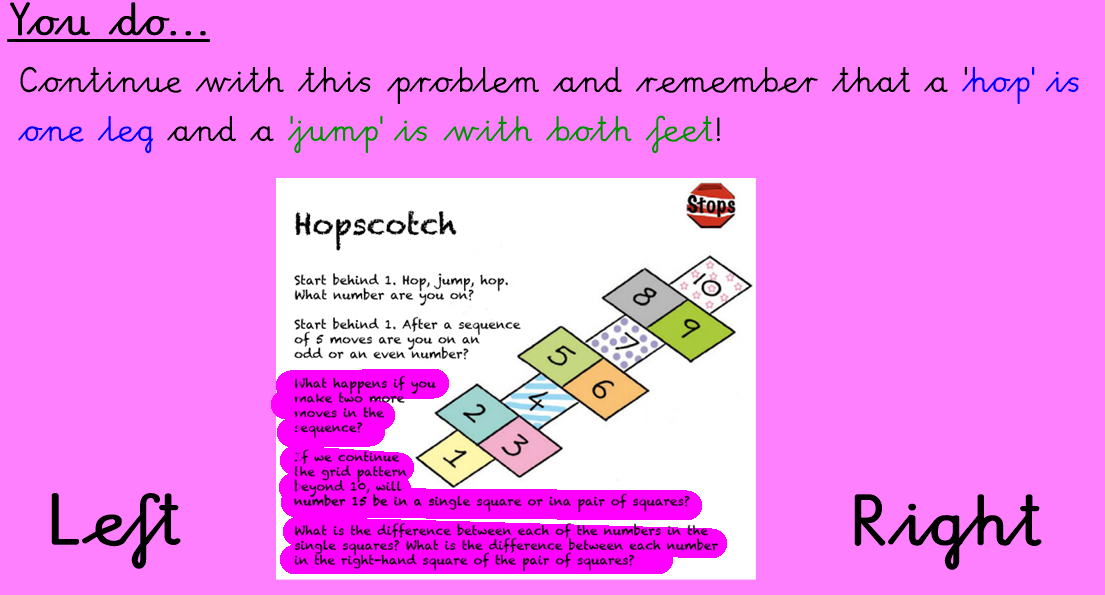 You do...
Continue with this problem and remember that a 'hop' is
one leg and a 'jump' is with both feet!
Stops
Hopscotch
Start behind 1. Hop, jump, hop.
What number are you on?
Start behind 1. After a sequence
of 5 moves are you on an
odd or an even number?
What happens if you
make two more
moves in the
sequence?
If we continue
the grid pattern
beyond 10, will
number 15 be in a single square or ina pair of squares?
What is the difference between each of the numbers in the
single squares? What is the difference between each number
in the right-hand square of the pair of squares?
10
8
9
7
5
6
4
2
3
1
Left
Right